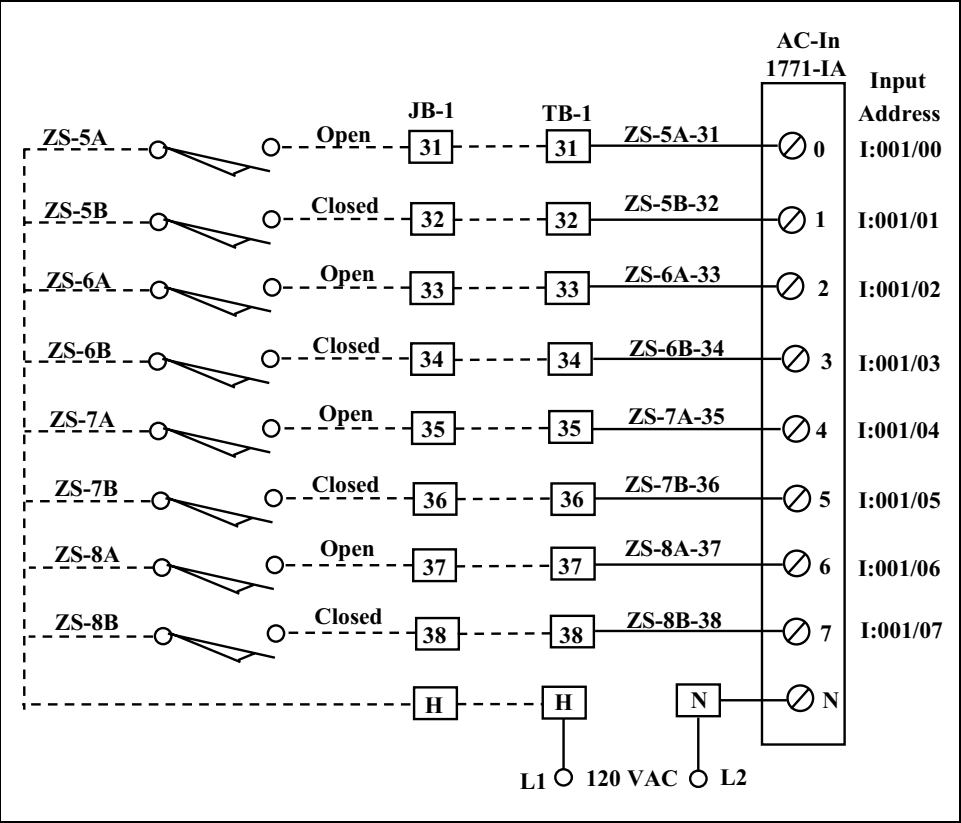 AC-In
1771-IA
Input
Address
JB-1
TB-1
ZS-5A Open 31 31 ZS-5A-31 0 I:001/00
ZS-5B Closed 32 32 ZS-5B-32 1 I:001/01
ZS-6A Open 33 33 ZS-6A-33 2 I:001/02
ZS-6B Closed 34 34 ZS-6B-34 3 I:001/03
ZS-7A Open 35 35 ZS-7A-35 4 I:001/04
ZS-7B Closed 36 36 ZS-7B-36 5 I:001/05
ZS-8A Open 37 37 ZS-8A-37 6 I:001/06
ZS-8B Closed 38 38 ZS-8B-38 7 I:001/07
H H N N
L1 120 VAC L2